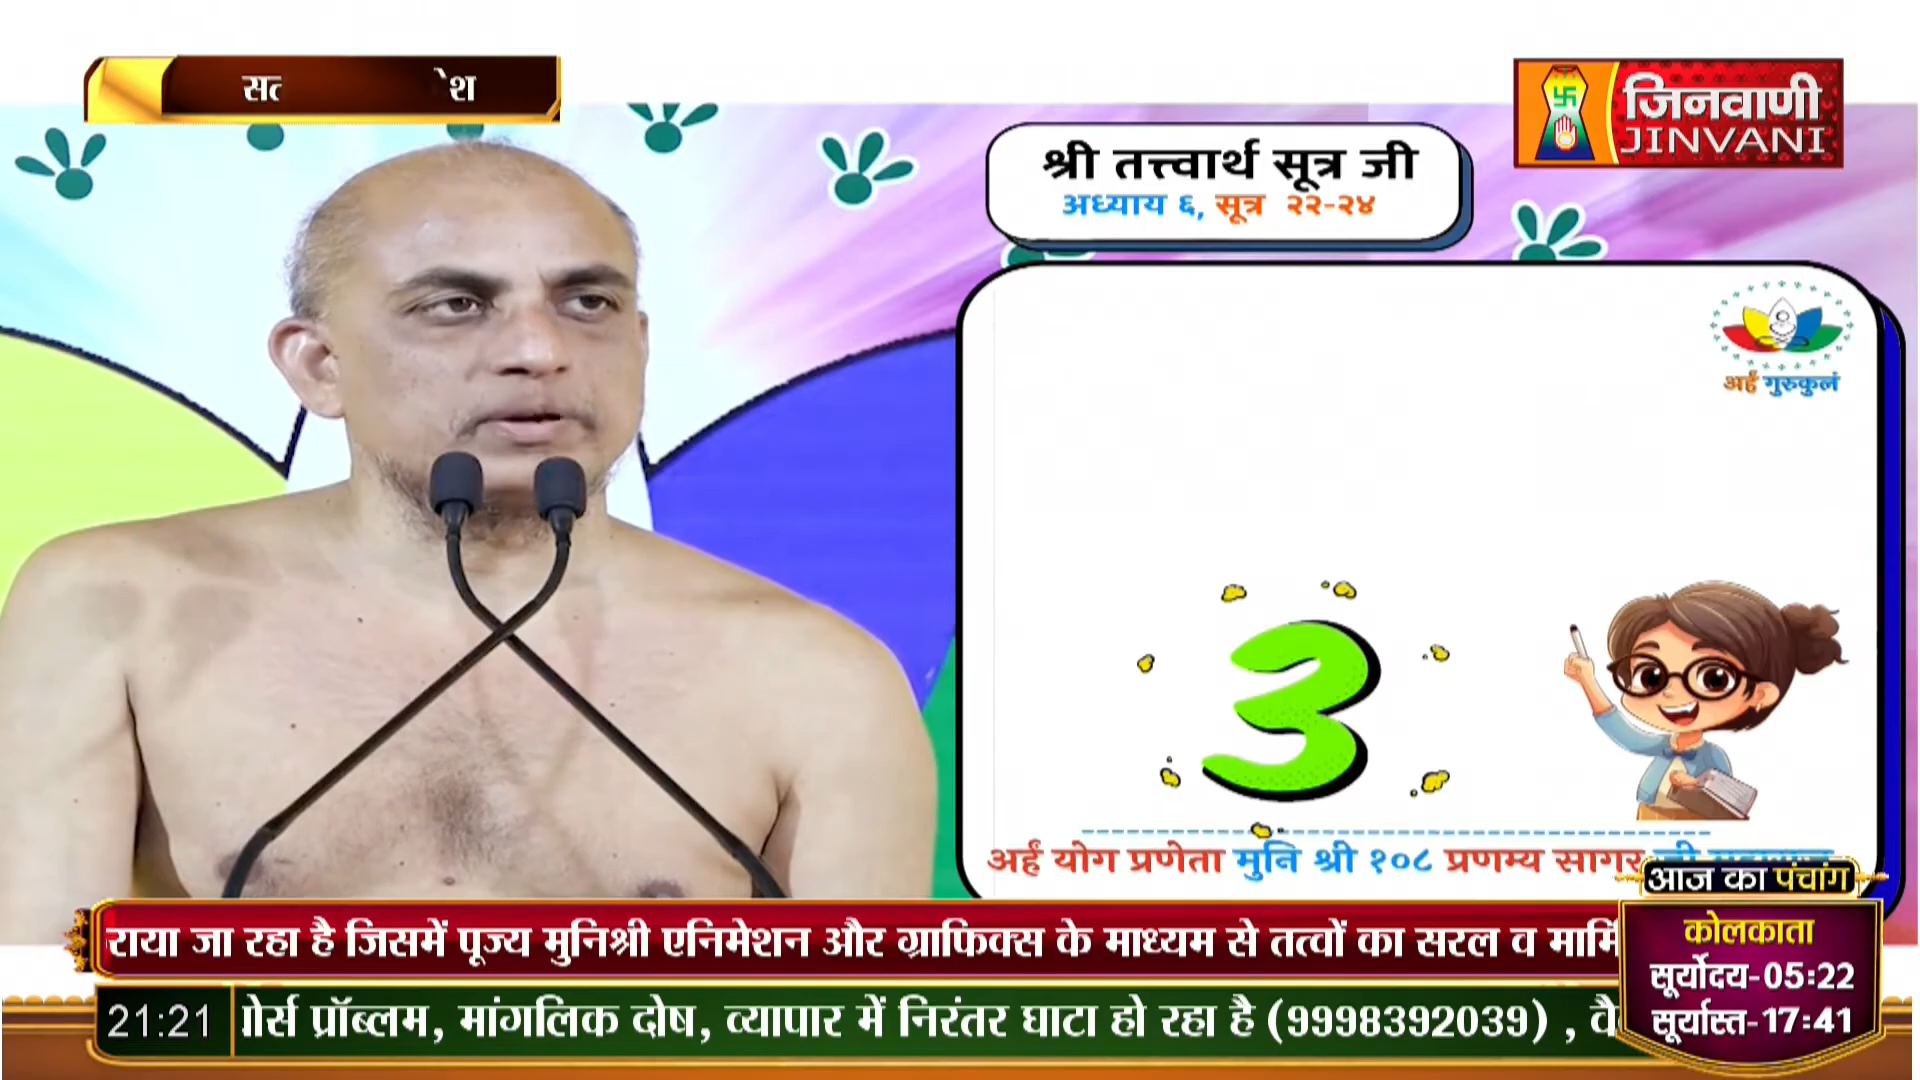 जिनवाणी
JINVANI
श्री तत्त्वार्थ सूत्र जी
अध्याय ६, सूत्र २२-२४
अर्हं गुरुकुलं
3
अर्हं योग प्रणेता मुनि श्री १०८ प्रणम्य सागर
आज का पंचांग
कोलकाता
सूर्योदय-05:22
सूर्यास्त-17:41
राया जा रहा है जिसमें पूज्य मुनिश्री एनिमेशन और ग्राफिक्स के माध्यम से तत्वों का सरल व
21:21
प्रॉब्लम, मांगलिक दोष, व्यापार में निरंतर घाटा हो रहा है (9998392039) ,